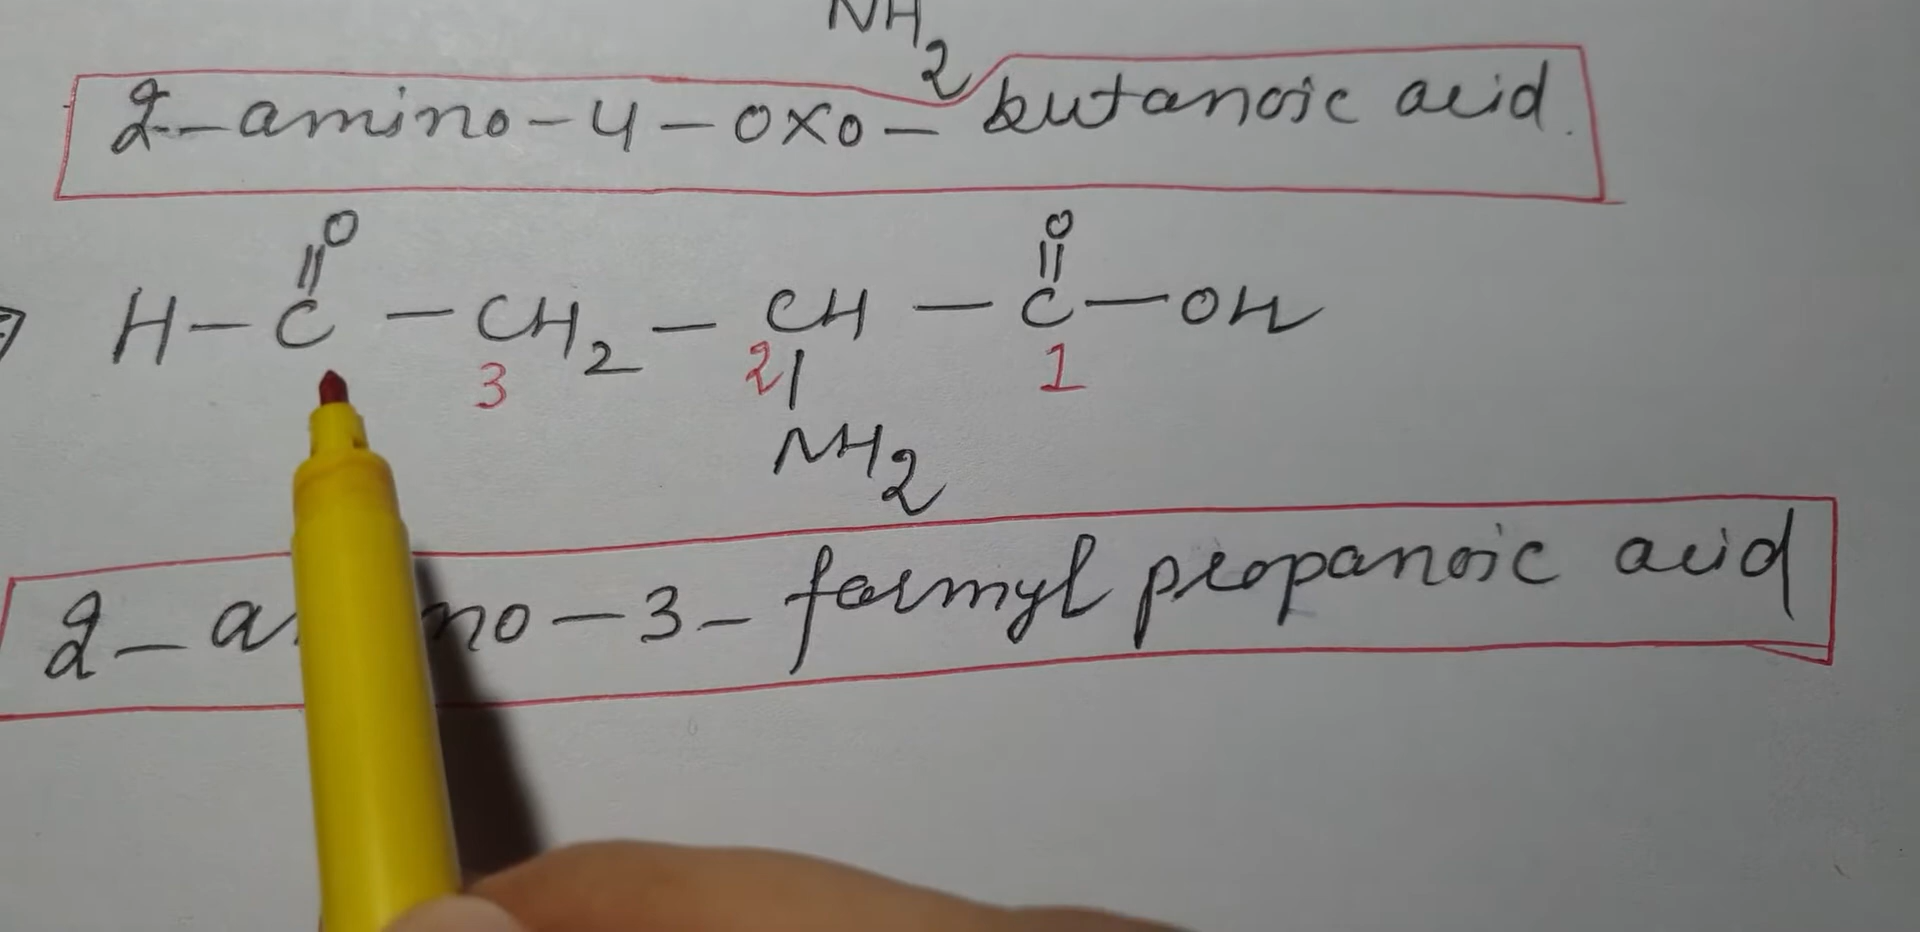 NH2
2-amino-4-oxo-butanoic acid.
O O
H-C-CH2-CH-C-OH
3 2 1
NH2
2-amino-3-formyl propanoic acid